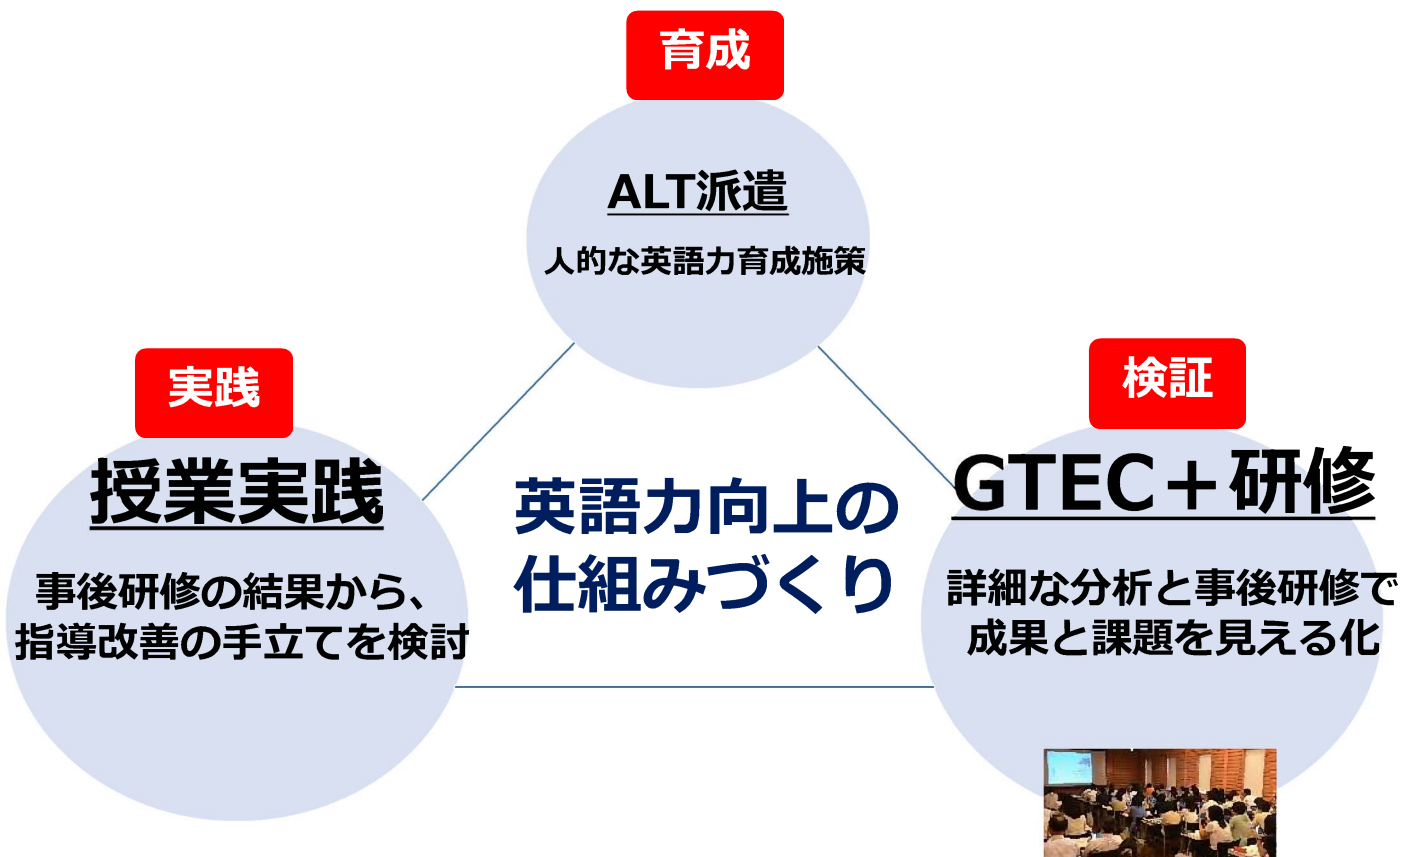 育成
ALT派遣
人的な英語力育成施策
実践
授業実践
事後研修の結果から、
指導改善の手立てを検討
英語力向上の
仕組みづくり
検証
GTEC＋研修
詳細な分析と事後研修で
成果と課題を見える化